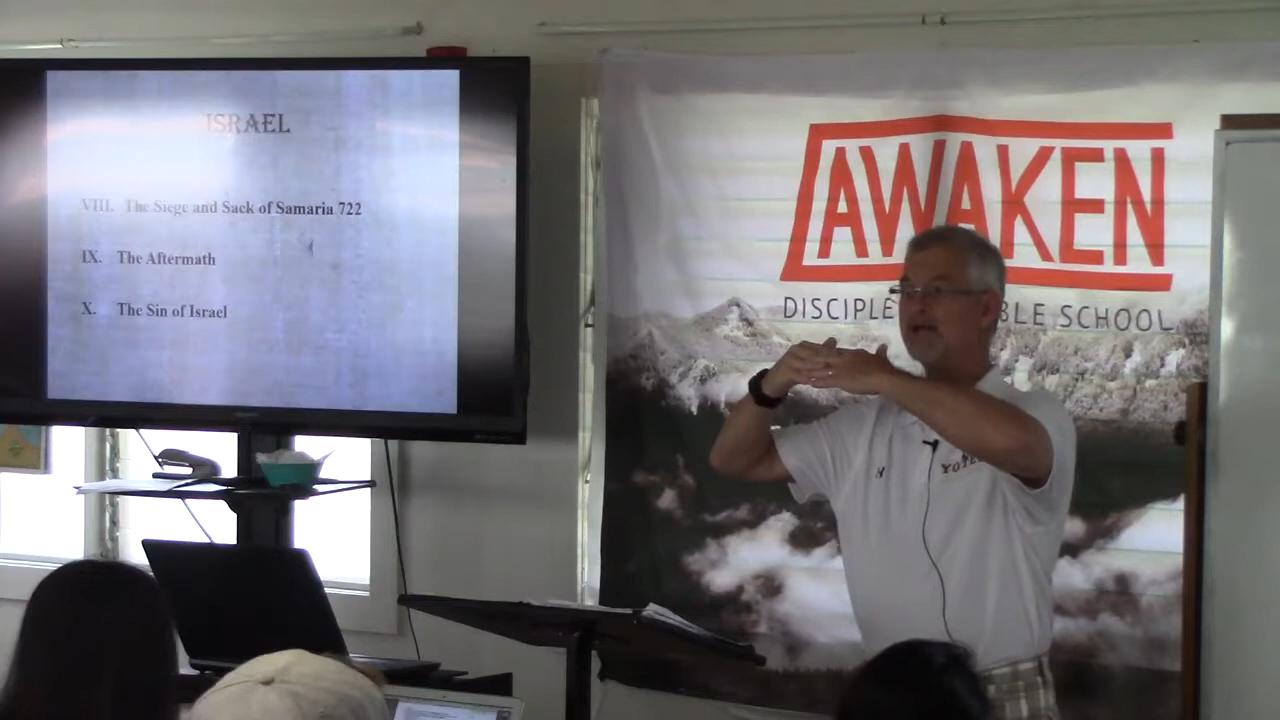 ISRAEL
VIII. The Siege and Sack of Samaria 722
IX. The Aftermath
X. The Sin of Israel
AWAKEN
DISCIPLE BLE SCHOOL